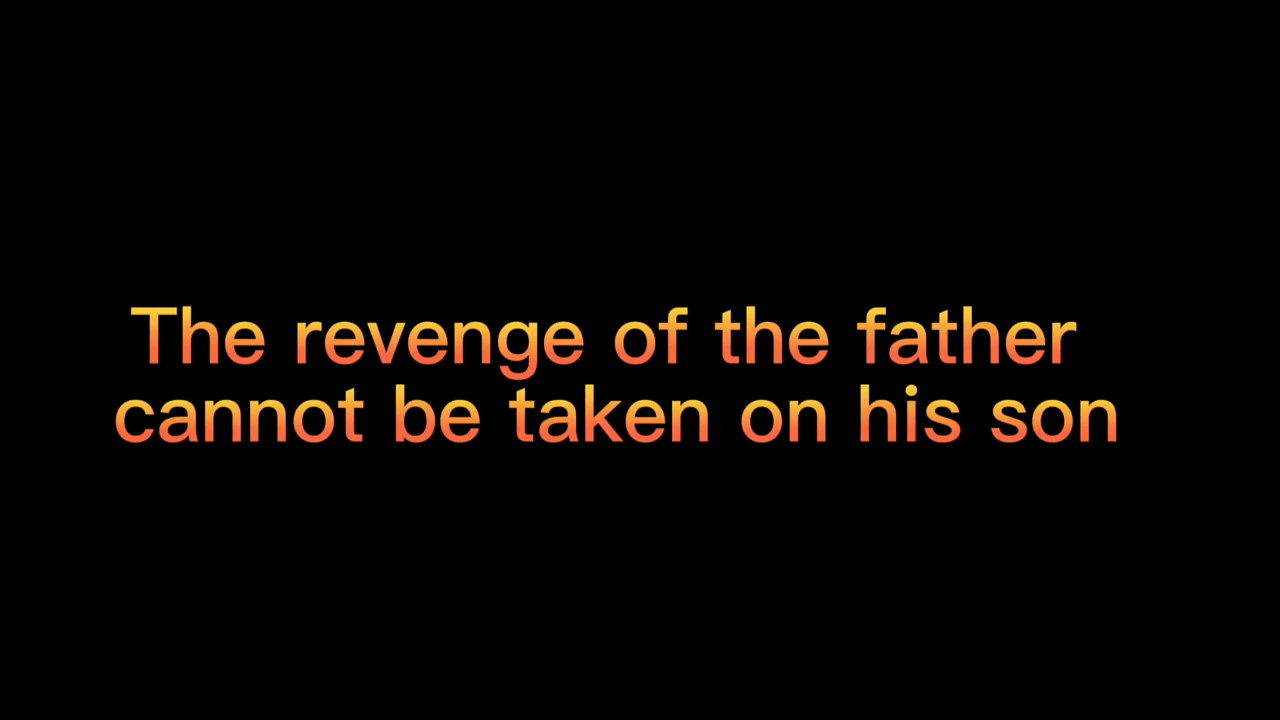 The revenge of the father
cannot be taken on his son